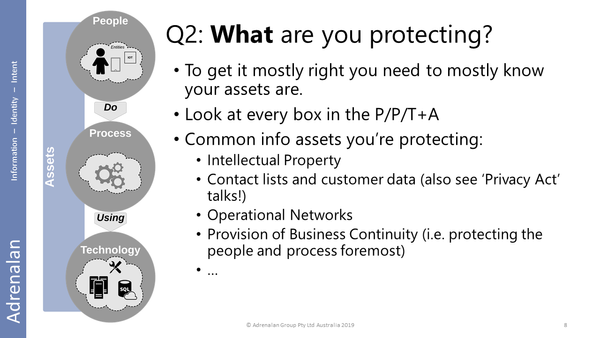 Information – Identity – Intent
Adrenalan
Assets
People
Entities
Do
Process
Using
Technology
SQL
Q2: What are you protecting?
• To get it mostly right you need to mostly know
your assets are.
• Look at every box in the P/P/T+A
• Common info assets you’re protecting:
• Intellectual Property
• Contact lists and customer data (also see ‘Privacy Act’
talks!)
• Operational Networks
• Provision of Business Continuity (i.e. protecting the
people and process foremost)
• ...
© Adrenalan Group Pty Ltd Australia 2019
8